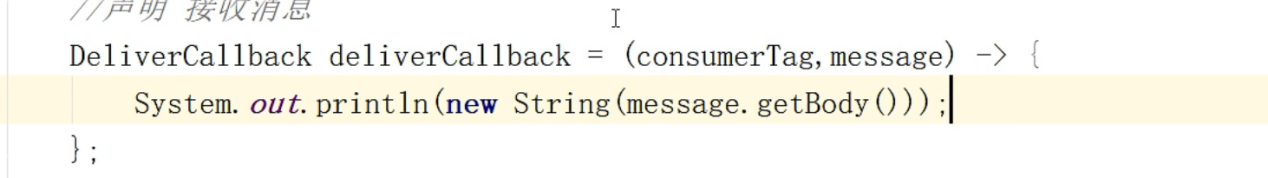 //声明 接收消息
DeliverCallback deliverCallback = (consumerTag,message) -> {
System.out.println(new String(message.getBody()));
};